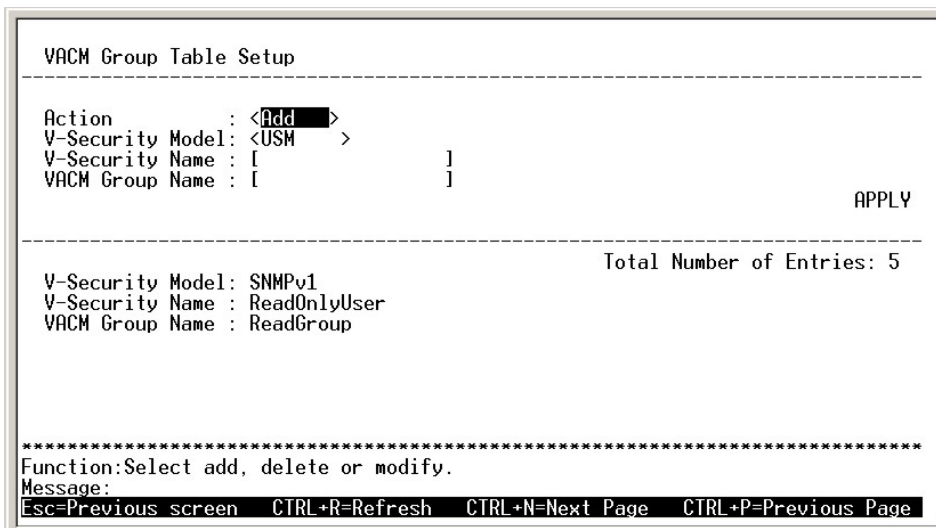 VACM Group Table Setup
--------------------------------------------------------------------------------
Action           : <Add   >
V-Security Model: <USM    >
V-Security Name : [                ]
VACM Group Name : [                ]
APPLY
--------------------------------------------------------------------------------
Total Number of Entries: 5
V-Security Model: SNMPv1
V-Security Name : ReadOnlyUser
VACM Group Name : ReadGroup
********************************************************************************
Function:Select add, delete or modify.
Message:
Esc=Previous screen   CTRL+R=Refresh   CTRL+N=Next Page   CTRL+P=Previous Page